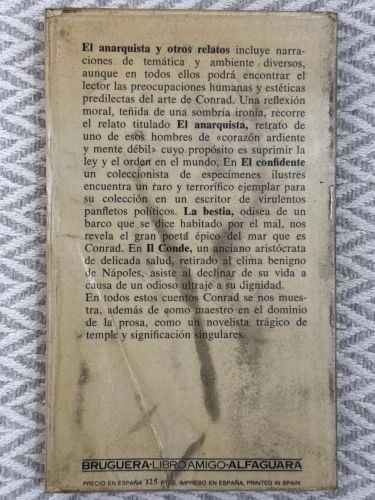 El anarquista y otros relatos incluye narra-
ciones de temática y ambiente diversos,
aunque en todos ellos podrá encontrar el
lector las preocupaciones humanas y estéticas
predilectas del arte de Conrad. Una reflexión
moral, teñida de una sombría ironía, recorre
el relato titulado El anarquista, retrato de
uno de esos hombres de «corazón ardiente
y mente débil» cuyo propósito es suprimir la
ley y el orden en el mundo. En El confidente
un coleccionista de especímenes ilustres
encuentra un raro y terrorífico ejemplar para
su colección en un escritor de virulentos
panfletos políticos. La bestia, odisea de un
barco que se dice habitado por el mal, nos
revela el gran poeta épico del mar que es
Conrad. En Il Conde, un anciano aristócrata
de delicada salud, retirado al clima benigno
de Nápoles, asiste al declinar de su vida a
causa de un odioso ultraje a su dignidad.
En todos estos cuentos Conrad se nos mues-
tra, además de como maestro en el dominio
de la prosa, como un novelista trágico de
temple y significación singulares.
BRUGUERA·LIBRO AMIGO·ALFAGUARA
PRECIO EN ESPAÑA 125 PTAS. IMPRESO EN ESPAÑA, PRINTED IN SPAIN